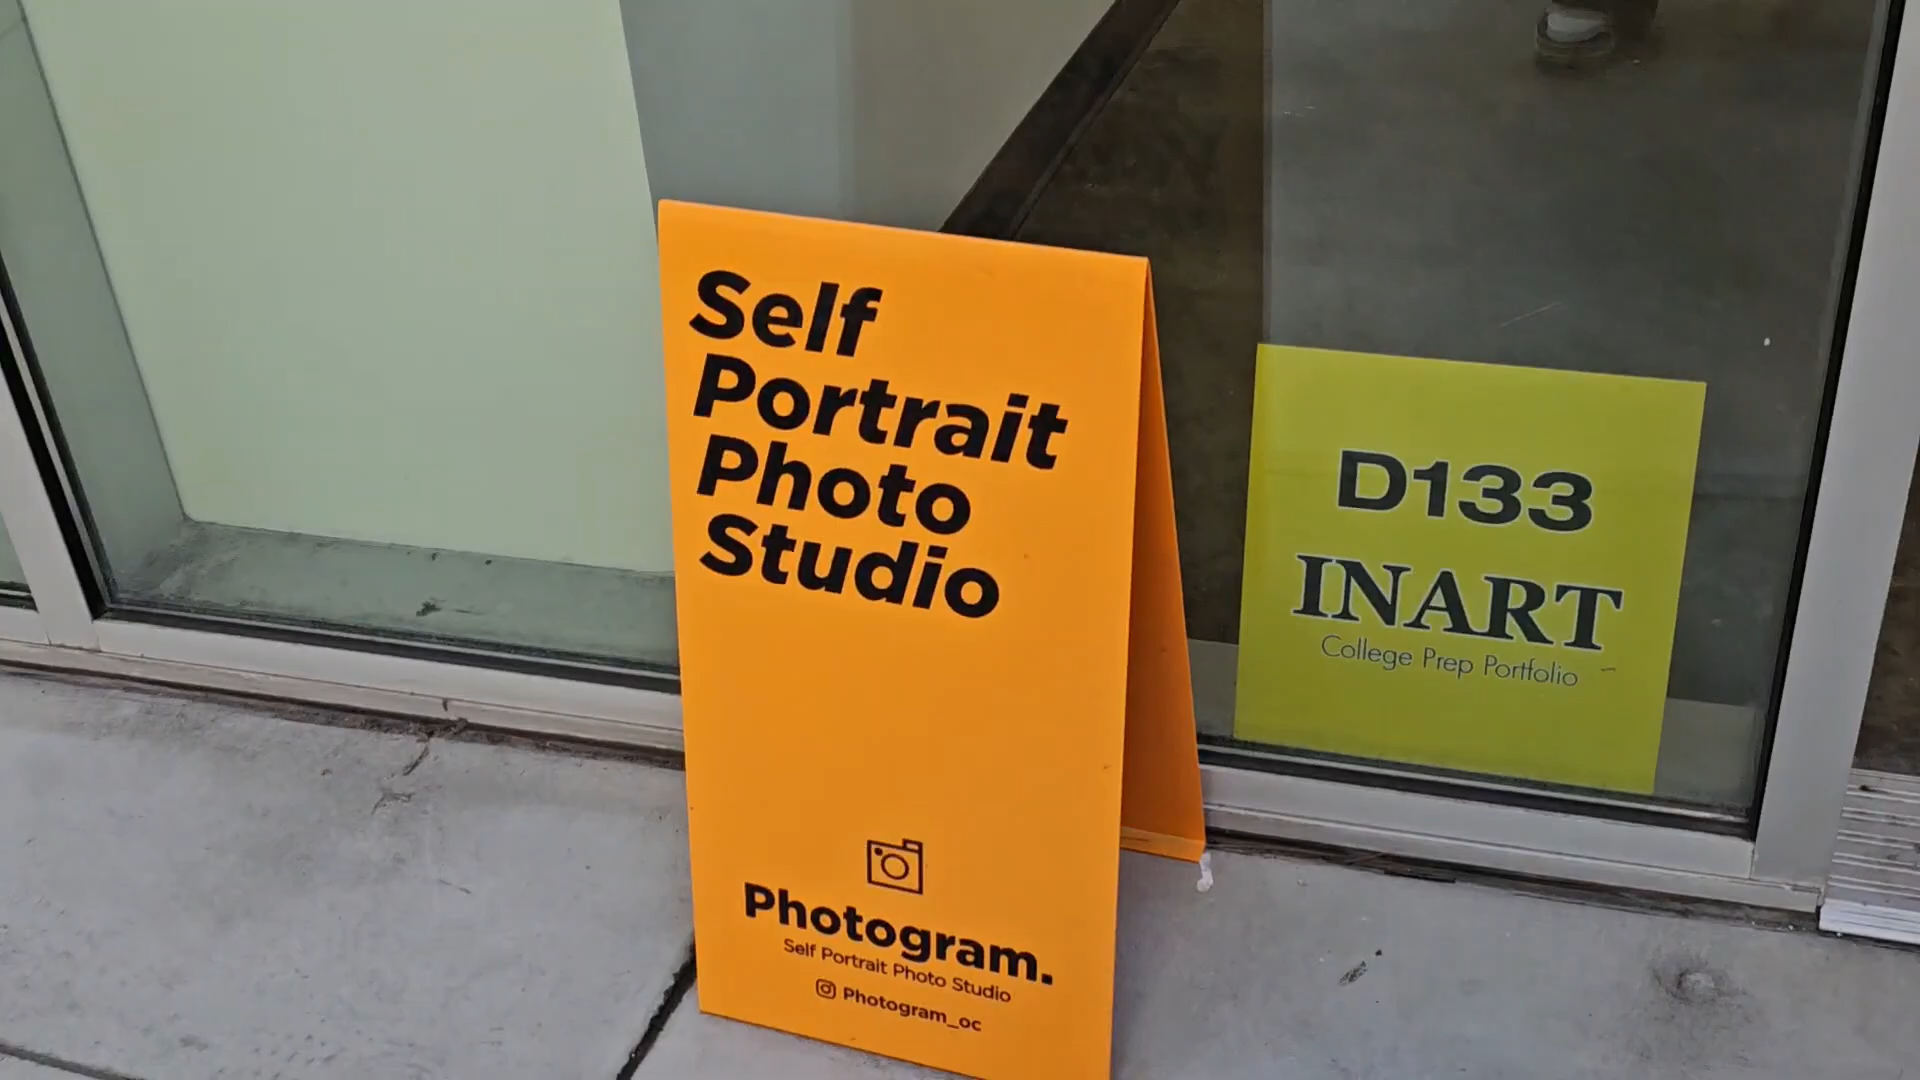 Self
Portrait
Photo
Studio
Photogram.
Self Portrait Photo Studio
Photogram_oc
D133
INART
College Prep Portfolio